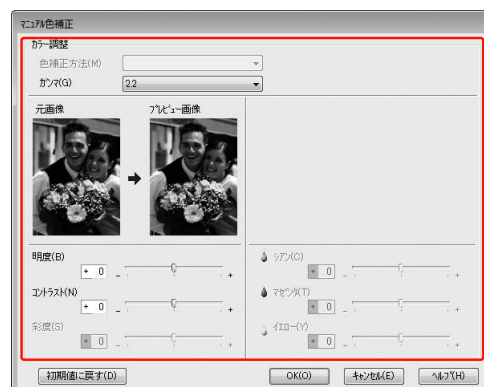 マニュアル色補正
カラー調整
色補正方法(M)
ガンマ(G) 2.2
元画像 プレビュー画像
明度(B)
+ 0 - +
コントラスト(N)
+ 0 - +
彩度(S)
+ 0 - +
シアン(C)
+ 0 - +
マゼンタ(T)
+ 0 - +
イエロー(Y)
+ 0 - +
初期値に戻す(D) OK(O) キャンセル(E) ヘルプ(H)